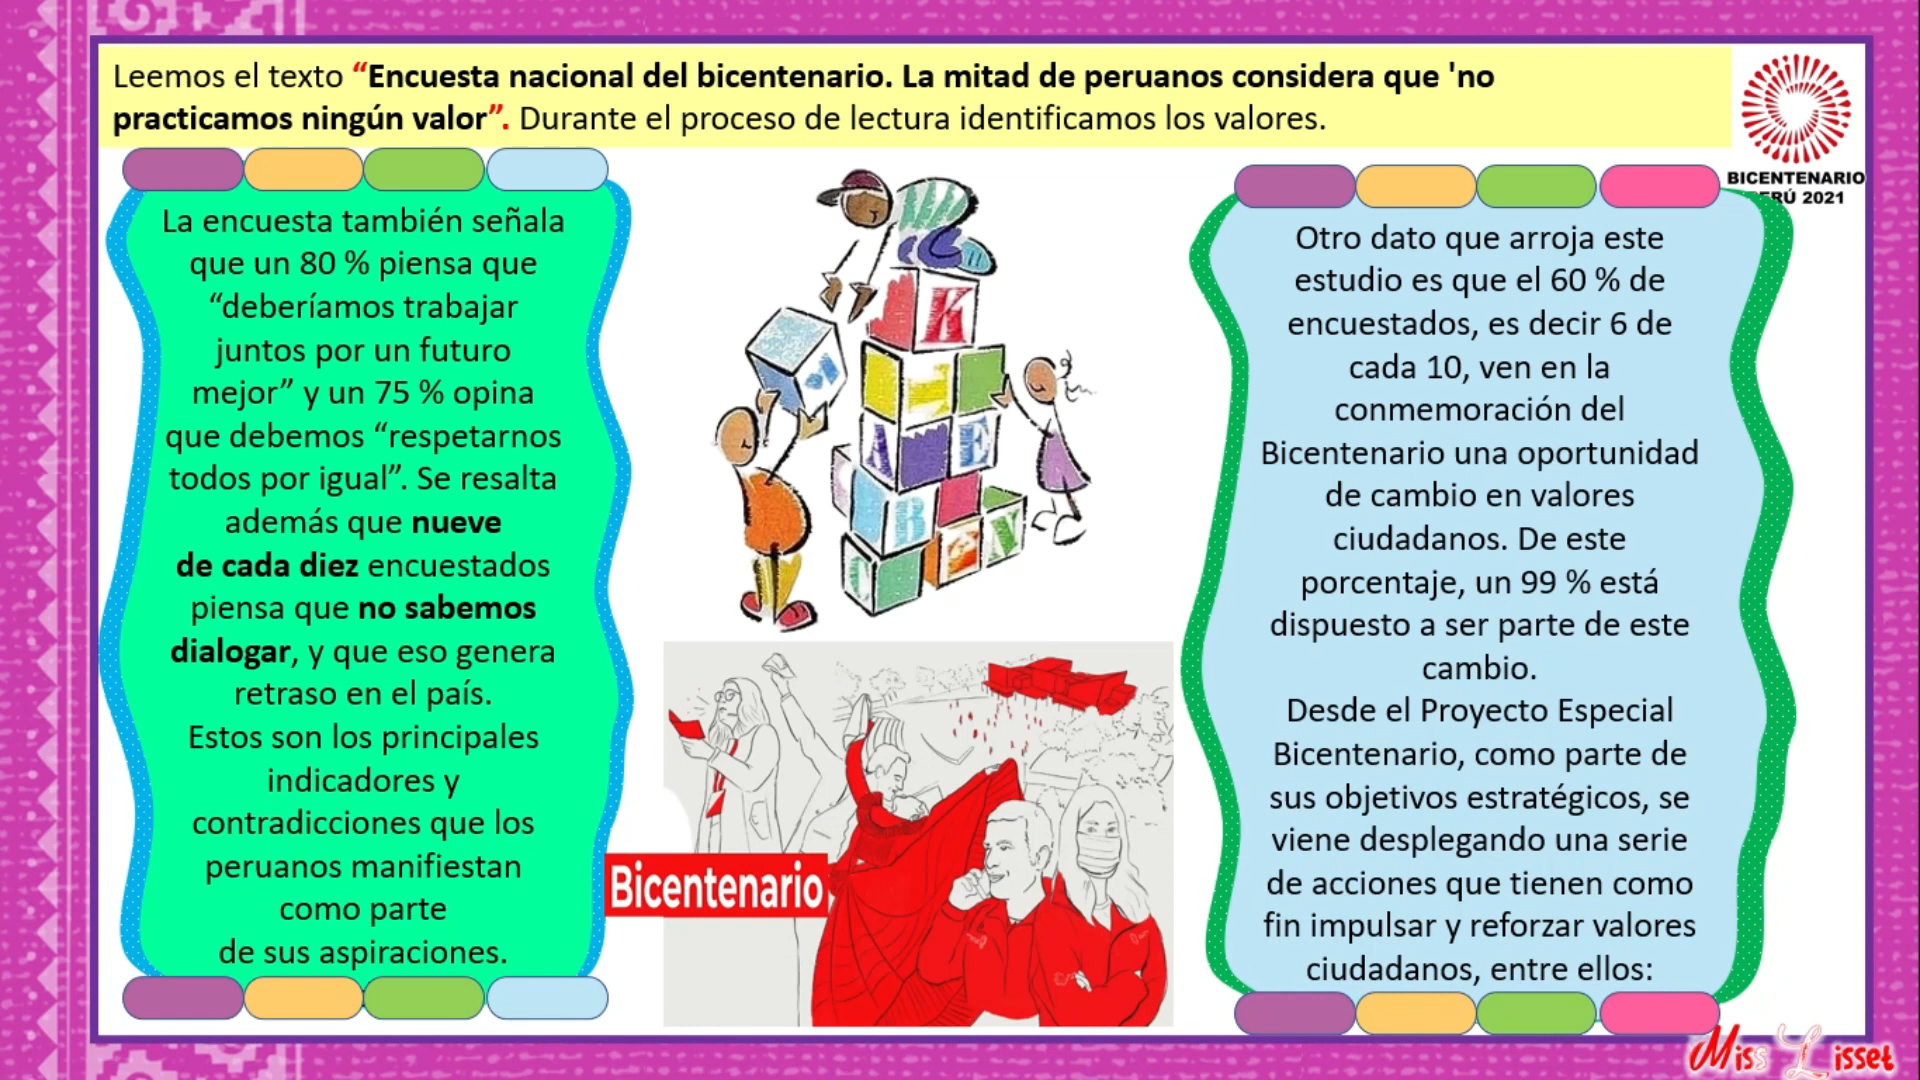 Leemos el texto “Encuesta nacional del bicentenario. La mitad de peruanos considera que 'no
practicamos ningún valor”. Durante el proceso de lectura identificamos los valores.
BICENTENARIO
PERÚ 2021
La encuesta también señala
que un 80 % piensa que
“deberíamos trabajar
juntos por un futuro
mejor” y un 75 % opina
que debemos “respetarnos
todos por igual”. Se resalta
además que nueve
de cada diez encuestados
piensa que no sabemos
dialogar, y que eso genera
retraso en el país.
Estos son los principales
indicadores y
contradicciones que los
peruanos manifiestan
como parte
de sus aspiraciones.
K
A
E
B
N
Bicentenario
Otro dato que arroja este
estudio es que el 60 % de
encuestados, es decir 6 de
cada 10, ven en la
conmemoración del
Bicentenario una oportunidad
de cambio en valores
ciudadanos. De este
porcentaje, un 99 % está
dispuesto a ser parte de este
cambio.
Desde el Proyecto Especial
Bicentenario, como parte de
sus objetivos estratégicos, se
viene desplegando una serie
de acciones que tienen como
fin impulsar y reforzar valores
ciudadanos, entre ellos:
Miss Lisset